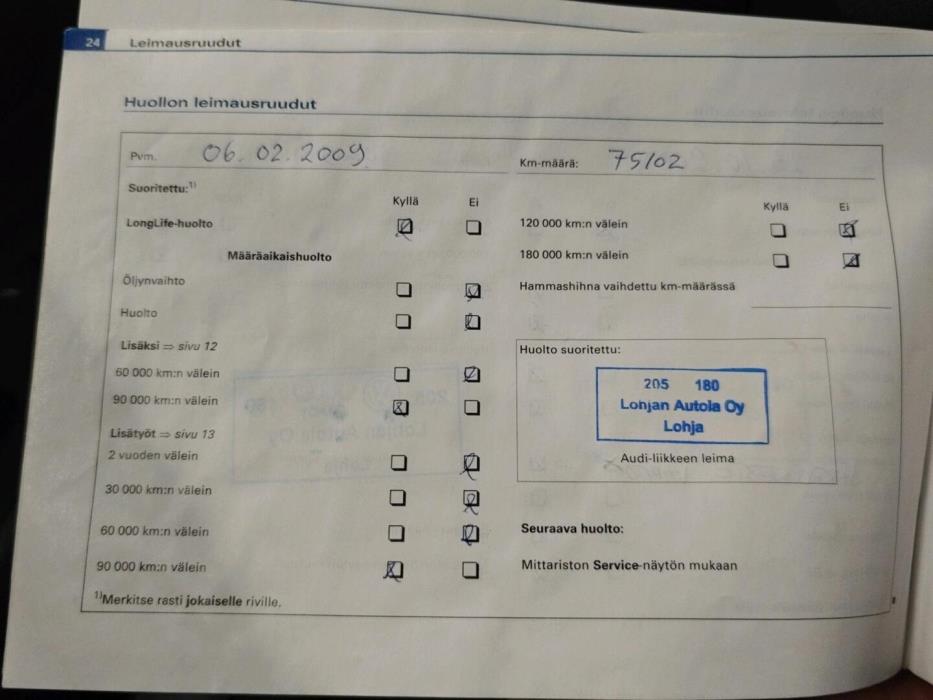 24 Leimausruudut
Huollon leimausruudut
Pvm. 06.02.2009
Km-määrä: 75102
Suoritettu:1)
Kyllä Ei
LongLife-huolto
Määräaikaishuolto
Öljynvaihto
Huolto
Lisäksi ⇒ sivu 12
60 000 km:n välein
90 000 km:n välein
Lisätyöt ⇒ sivu 13
2 vuoden välein
30 000 km:n välein
60 000 km:n välein
90 000 km:n välein
1)Merkitse rasti jokaiselle riville.
Kyllä Ei
120 000 km:n välein
180 000 km:n välein
Hammashihna vaihdettu km-määrässä
Huolto suoritettu:
205 180
Lohjan Autola Oy
Lohja
Audi-liikkeen leima
Seuraava huolto:
Mittariston Service-näytön mukaan